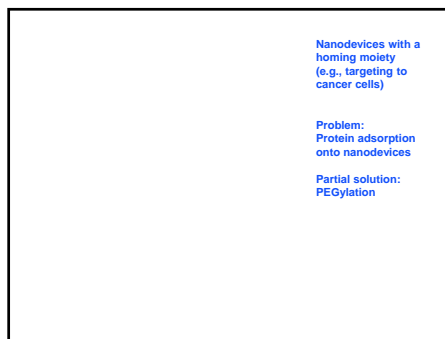 Nanodevices with a
homing moiety
(e.g., targeting to
cancer cells)
Problem:
Protein adsorption
onto nanodevices
Partial solution:
PEGylation